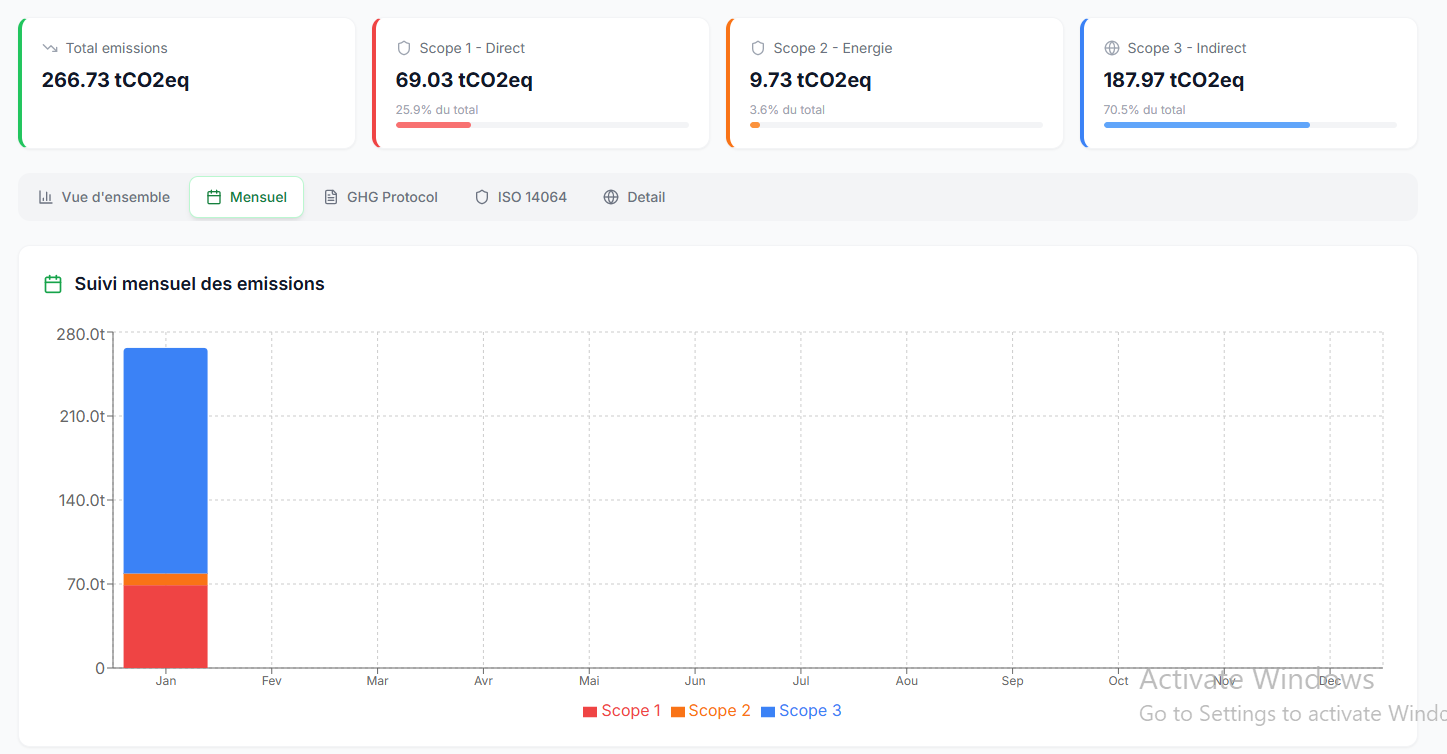 Total emissions
266.73 tCO2eq
Scope 1 - Direct
69.03 tCO2eq
25.9% du total
Scope 2 - Energie
9.73 tCO2eq
3.6% du total
Scope 3 - Indirect
187.97 tCO2eq
70.5% du total
Vue d'ensemble
Mensuel
GHG Protocol
ISO 14064
Detail
Suivi mensuel des emissions
280.0t
210.0t
140.0t
70.0t
0
Jan Fev Mar Avr Mai Jun Jul Aou Sep Oct Nov Dec
Scope 1 Scope 2 Scope 3
Activate Windows
Go to Settings to activate Windo